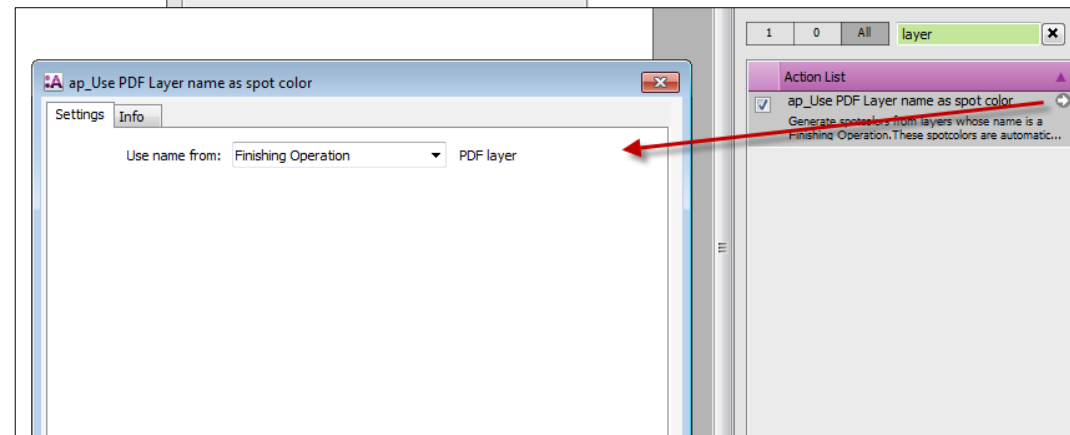 1 0 All layer
ap_Use PDF Layer name as spot color
Settings Info
Use name from: Finishing Operation PDF layer
Action List
ap_Use PDF Layer name as spot color
Generate spotcolors from layers whose name is a
Finishing Operation.These spotcolors are automatic...